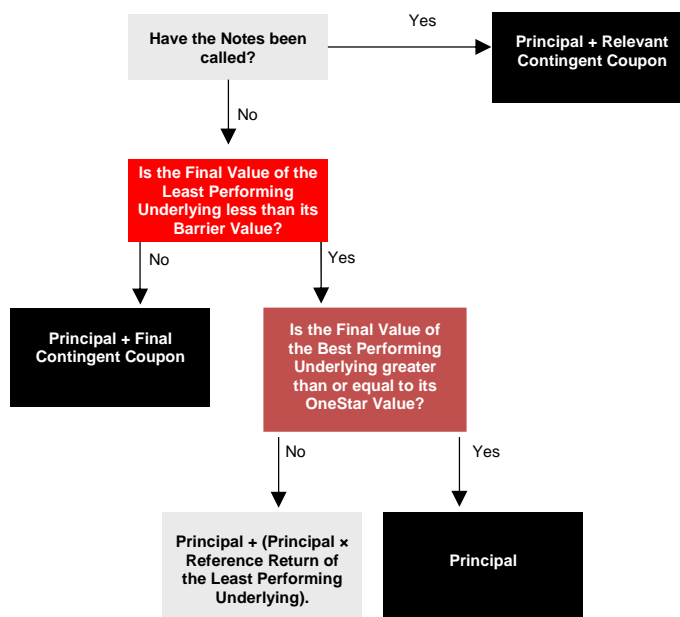 Have the Notes been
called?
Yes
Principal + Relevant
Contingent Coupon
No
Is the Final Value of the
Least Performing
Underlying less than its
Barrier Value?
No
Yes
Principal + Final
Contingent Coupon
Is the Final Value of
the Best Performing
Underlying greater
than or equal to its
OneStar Value?
No
Yes
Principal + (Principal ×
Reference Return of
the Least Performing
Underlying).
Principal